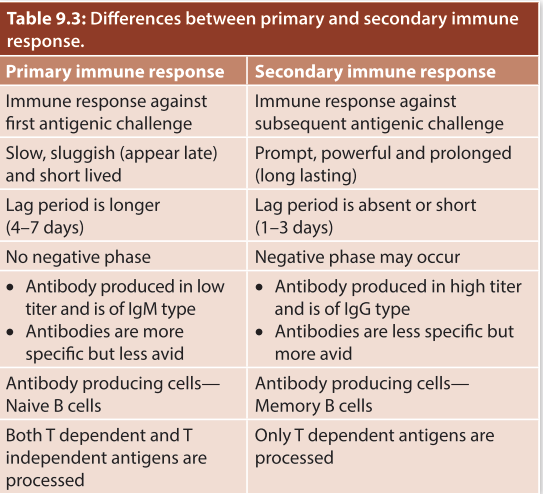 Table 9.3: Differences between primary and secondary immune
response.
Primary immune response
Secondary immune response
Immune response against
first antigenic challenge
Immune response against
subsequent antigenic challenge
Slow, sluggish (appear late)
and short lived
Prompt, powerful and prolonged
(long lasting)
Lag period is longer
(4–7 days)
Lag period is absent or short
(1–3 days)
No negative phase
Negative phase may occur
• Antibody produced in low
titer and is of IgM type
• Antibodies are more
specific but less avid
• Antibody produced in high titer
and is of IgG type
• Antibodies are less specific but
more avid
Antibody producing cells—
Naive B cells
Antibody producing cells—
Memory B cells
Both T dependent and T
independent antigens are
processed
Only T dependent antigens are
processed